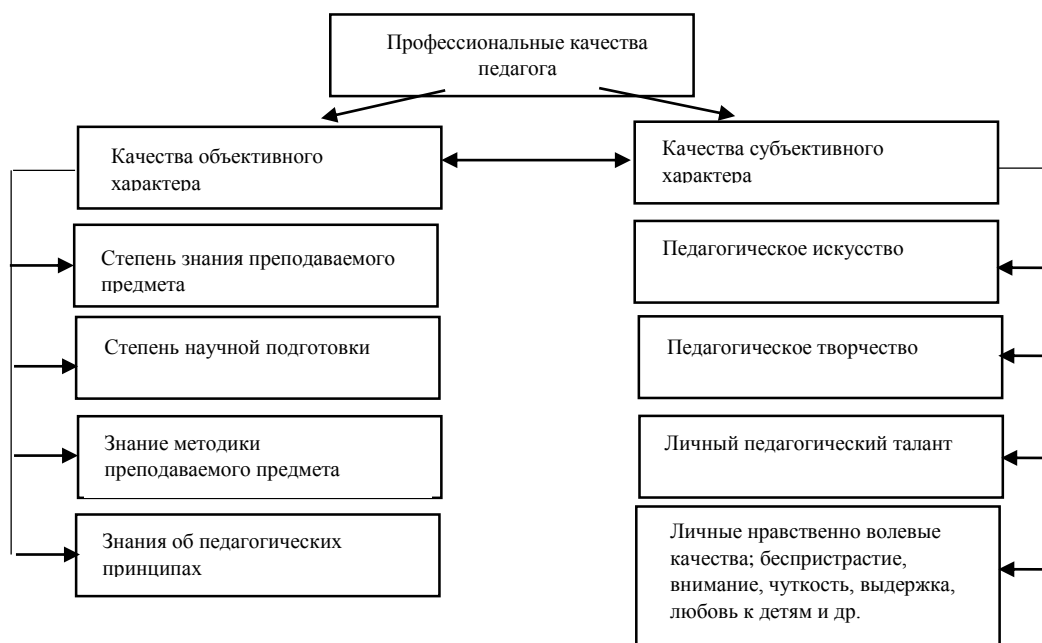 Профессиональные качества
педагога
Качества объективного
характера
Качества субъективного
характера
Степень знания преподаваемого
предмета
Педагогическое искусство
Степень научной подготовки
Педагогическое творчество
Знание методики
преподаваемого предмета
Личный педагогический талант
Знания об педагогических
принципах
Личные нравственно волевые
качества; беспристрастие,
внимание, чуткость, выдержка,
любовь к детям и др.